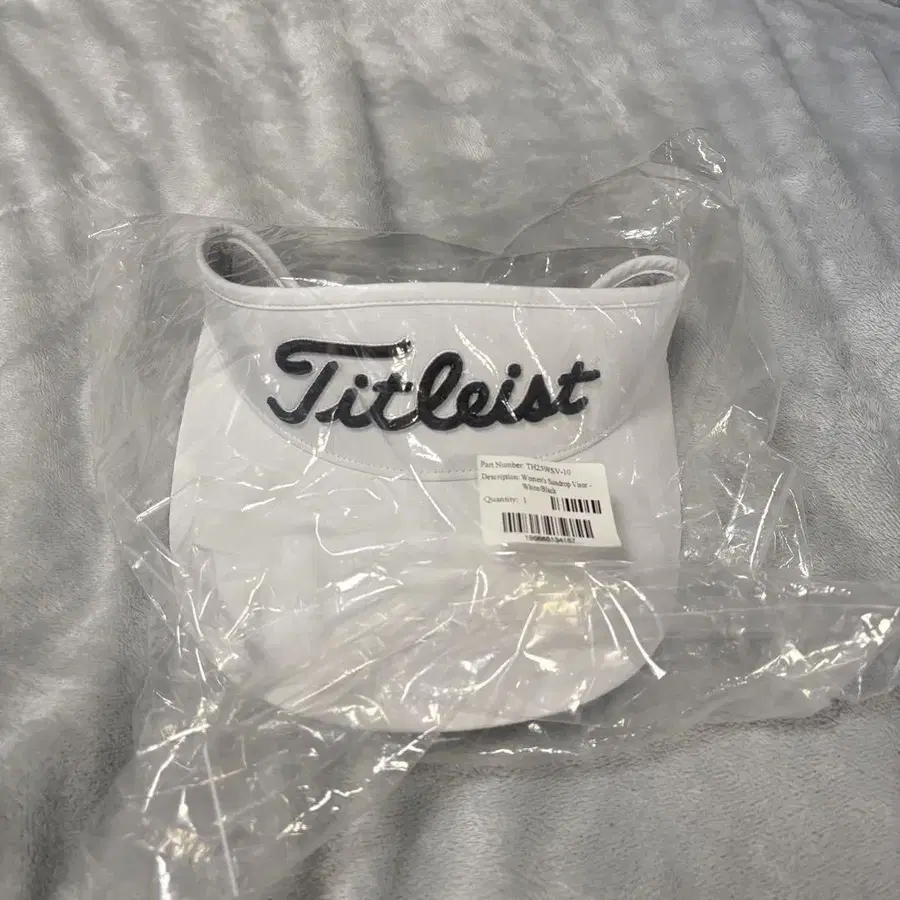 Titleist
Part Number: TH23WSV-10
Description: Women's Sundrop Visor -
White/Black
Quantity: 1